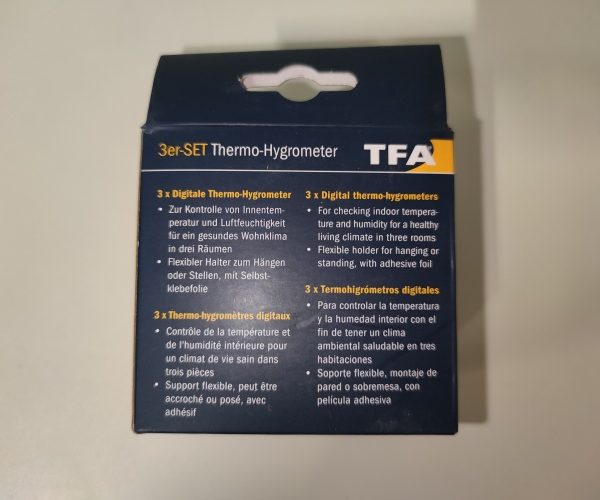 3er-SET Thermo-Hygrometer
TFA
3 x Digitale Thermo-Hygrometer
• Zur Kontrolle von Innentem-
peratur und Luftfeuchtigkeit
für ein gesundes Wohnklima
in drei Räumen
• Flexibler Halter zum Hängen
oder Stellen, mit Selbst-
klebefolie
3 x Thermo-hygromètres digitaux
• Contrôle de la température et
de l'humidité intérieure pour
un climat de vie sain dans
trois pièces
• Support flexible, peut être
accroché ou posé, avec
adhésif
3 x Digital thermo-hygrometers
• For checking indoor tempera-
ture and humidity for a healthy
living climate in three rooms
• Flexible holder for hanging or
standing, with adhesive foil
3 x Termohigrómetros digitales
• Para controlar la temperatura
y la humedad interior con el
fin de tener un clima
ambiental saludable en tres
habitaciones
• Soporte flexible, montaje de
pared o sobremesa, con
película adhesiva